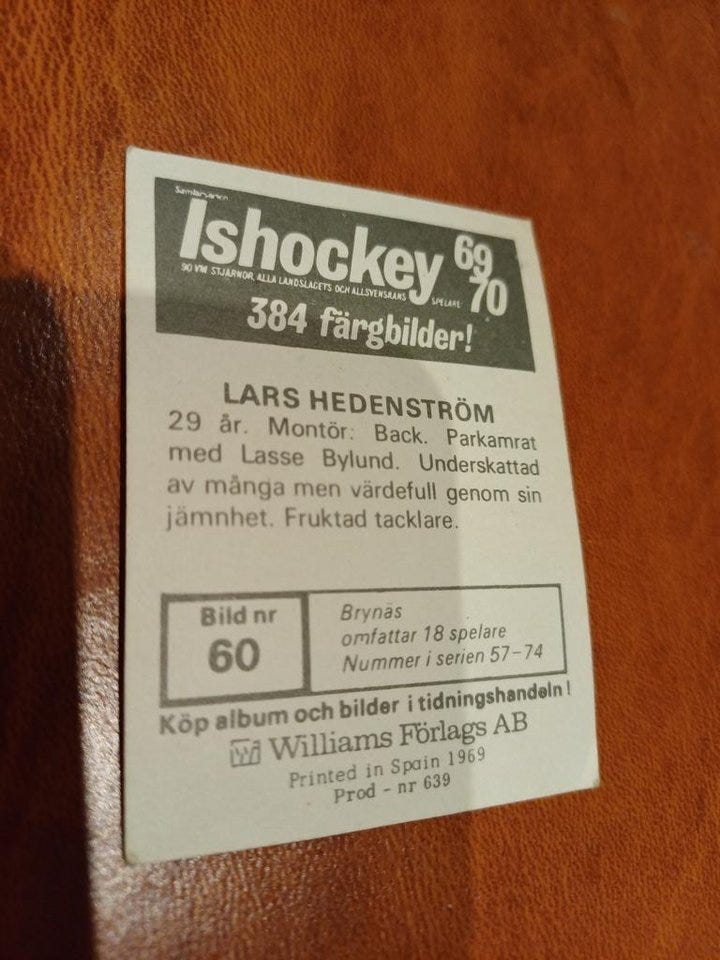 Samlarserien
Ishockey 69
70
90 VM STJÄRNOR, ALLA LANDSLAGETS OCH ALLSVENSKANS SPELARE
384 färgbilder!
LARS HEDENSTRÖM
29 år. Montör. Back. Parkamrat
med Lasse Bylund. Underskattad
av många men värdefull genom sin
jämnhet. Fruktad tacklare.
Bild nr
60
Brynäs
omfattar 18 spelare
Nummer i serien 57-74
Köp album och bilder i tidningshandeln!
Williams Förlags AB
Printed in Spain 1969
Prod - nr 639